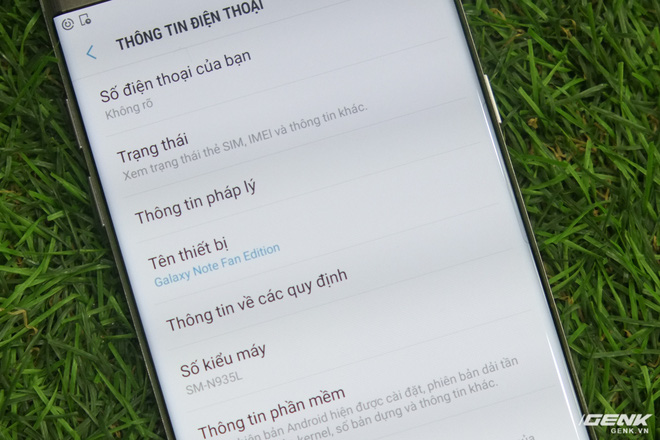 THÔNG TIN ĐIỆN THOẠI
Số điện thoại của bạn
Không rõ
Trạng thái
Xem trạng thái thẻ SIM, IMEI và thông tin khác.
Thông tin pháp lý
Tên thiết bị
Galaxy Note Fan Edition
Thông tin về các quy định
Số kiểu máy
SM-N935L
Thông tin phần mềm
bản Android hiện được cài đặt, phiên bản dải tần
kernel, số bản dựng và thông tin khác.
của
GENK
GENK.VN